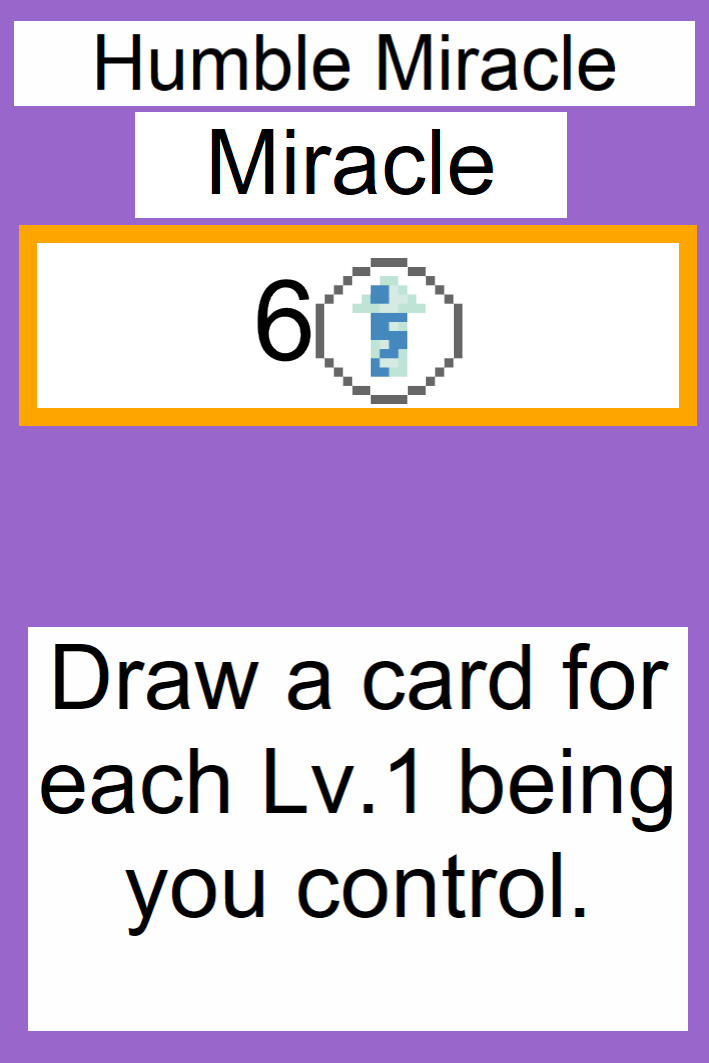 Humble Miracle
Miracle
6
Draw a card for
each Lv.1 being
you control.